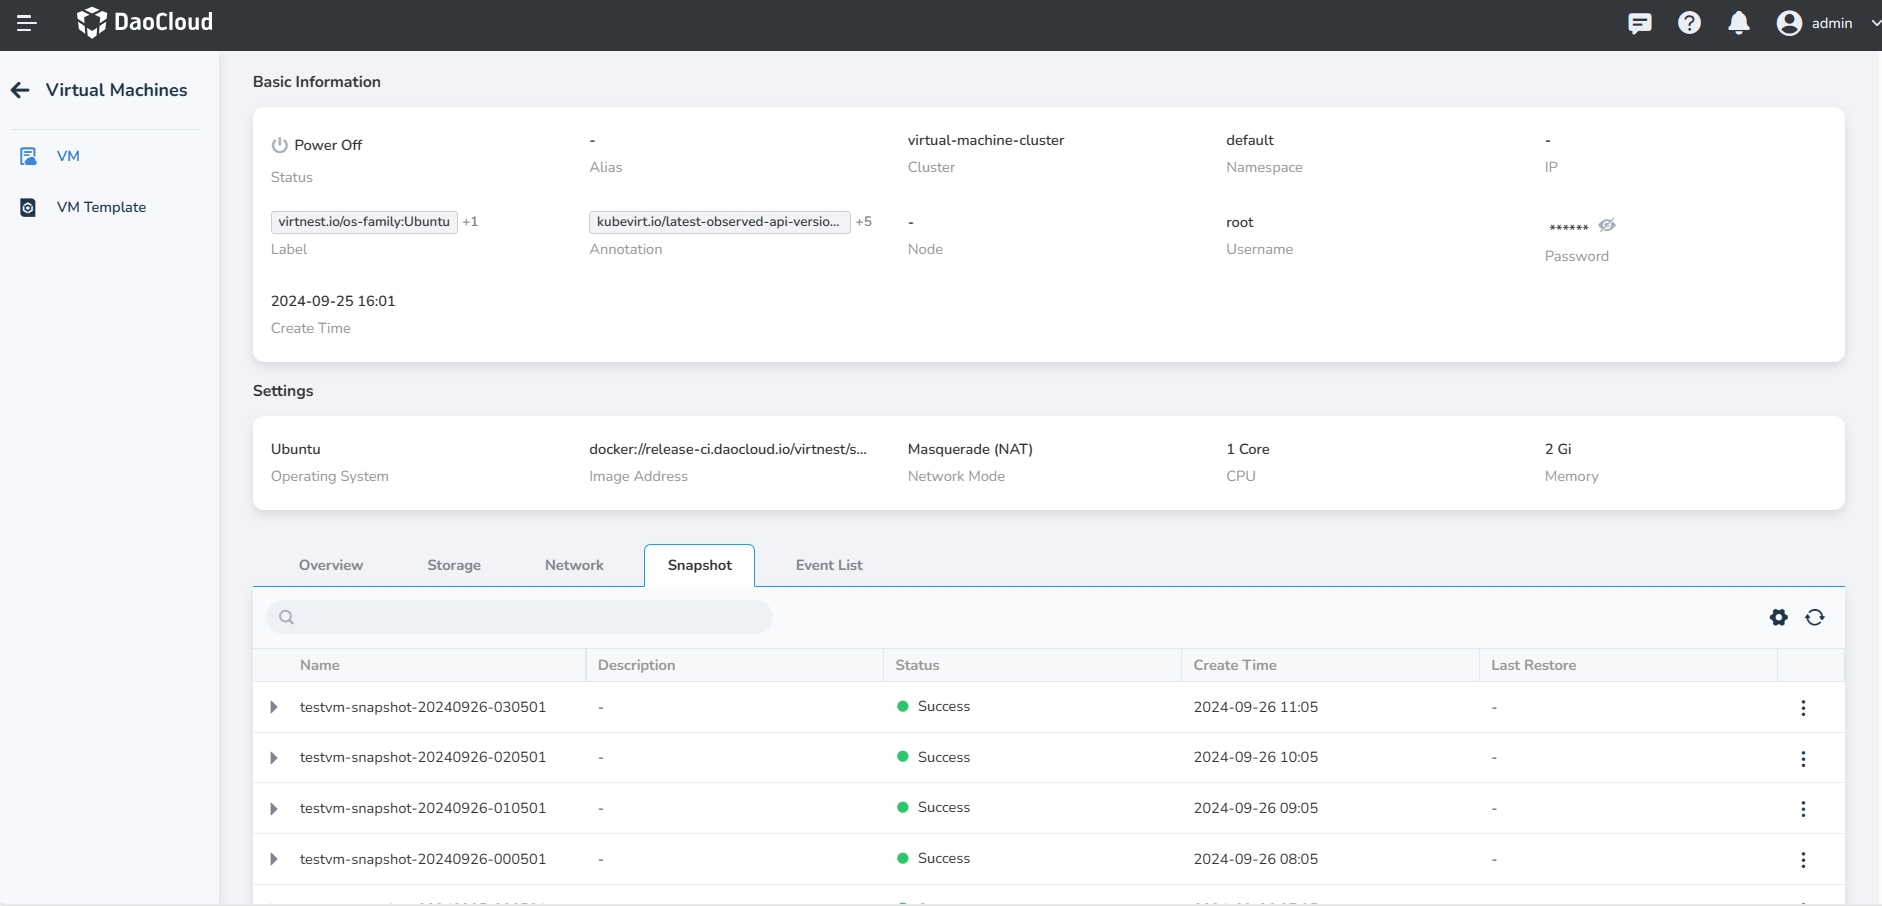 DaoCloud
admin
Virtual Machines
VM
VM Template
Basic Information
Power Off
Status
-
Alias
virtual-machine-cluster
Cluster
default
Namespace
-
IP
virtnest.io/os-family:Ubuntu +1
Label
kubevirt.io/latest-observed-api-versio... +5
Annotation
-
Node
root
Username
******
Password
2024-09-25 16:01
Create Time
Settings
Ubuntu
Operating System
docker://release-ci.daocloud.io/virtnest/s...
Image Address
Masquerade (NAT)
Network Mode
1 Core
CPU
2 Gi
Memory
Overview Storage Network Snapshot Event List
Name Description Status Create Time Last Restore
testvm-snapshot-20240926-030501 - Success 2024-09-26 11:05 -
testvm-snapshot-20240926-020501 - Success 2024-09-26 10:05 -
testvm-snapshot-20240926-010501 - Success 2024-09-26 09:05 -
testvm-snapshot-20240926-000501 - Success 2024-09-26 08:05 -